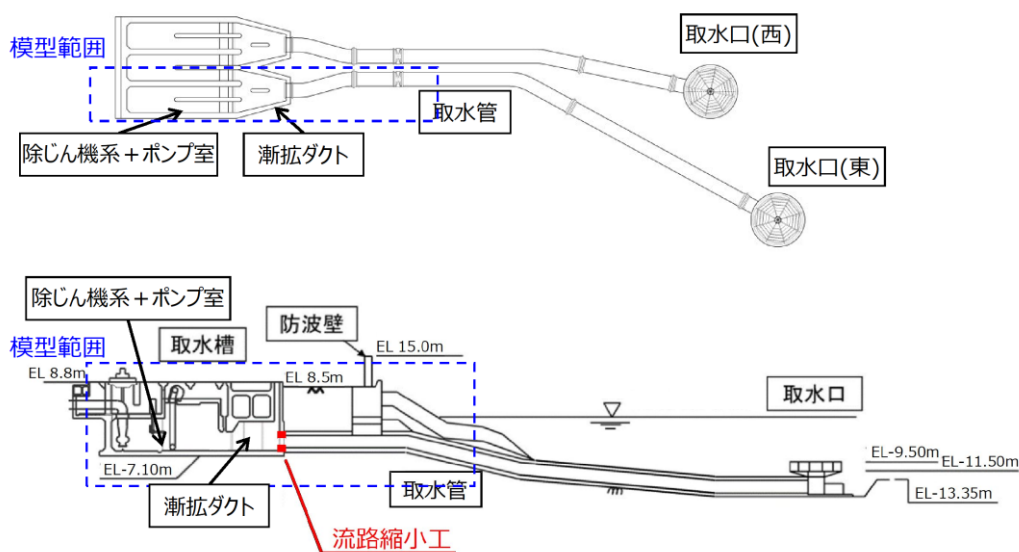 模型範囲
取水口(西)
取水管
除じん機系+ポンプ室
漸拡ダクト
取水口(東)
除じん機系+ポンプ室
防波壁
模型範囲
取水槽
EL 15.0m
EL 8.8m
EL 8.5m
取水口
EL-9.50m
EL-11.50m
EL-7.10m
漸拡ダクト
取水管
EL-13.35m
流路縮小工